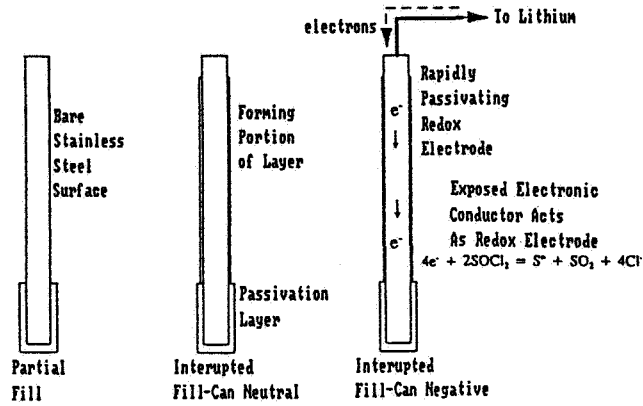 electrons
To Lithium
Bare
Stainless
Steel
Surface
Forming
Portion
of Layer
Rapidly
Passivating
Redox
Electrode
e⁻
Exposed Electronic
Conductor Acts
As Redox Electrode
e⁻
4e⁻ + 2SOCl₂ = S° + SO₂ + 4Cl⁻
Passivation
Layer
Partial
Fill
Interupted
Fill-Can Neutral
Interupted
Fill-Can Negative